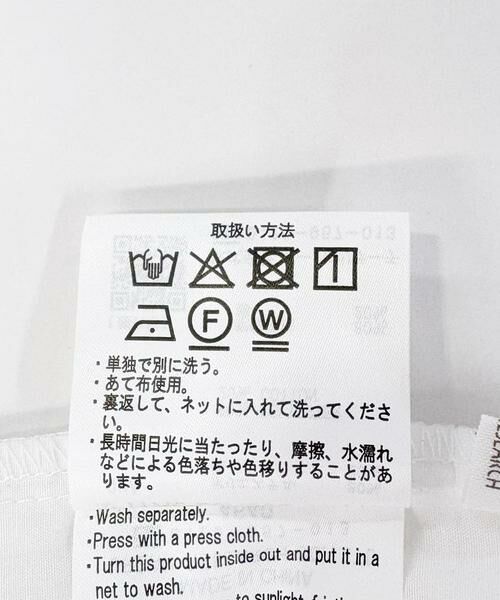 取扱い方法
F
W
・単独で別に洗う。
・あて布使用。
・裏返して、ネットに入れて洗ってくださ
い。
・長時間日光に当たったり、摩擦、水濡れ
などによる色落ちや色移りすることがあ
ります。
・Wash separately.
・Press with a press cloth.
・Turn this product inside out and put it in a
net to wash.
to sunlight,
EARCH